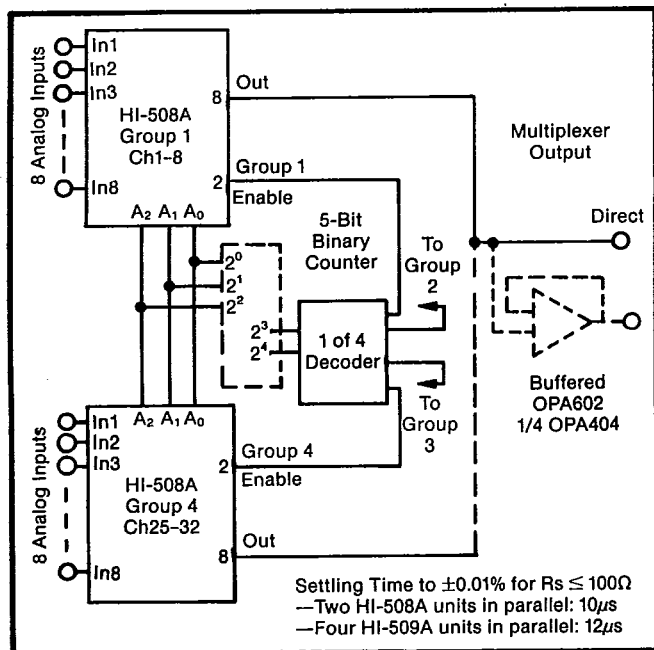 8 Analog Inputs
In1
In2
In3
In8
HI-508A
Group 1
Ch1–8
A₂ A₁ A₀
Out
8
Group 1
2
Enable
Multiplexer
Output
Direct
5-Bit
Binary
Counter
2⁰
2¹
2²
2³
2⁴
1 of 4
Decoder
To
Group
2
To
Group
3
Buffered
OPA602
1/4 OPA404
8 Analog Inputs
In1
In2
In3
In8
A₂ A₁ A₀
HI-508A
Group 4
Ch25–32
Group 4
2
Enable
Out
8
Settling Time to ±0.01% for Rs ≤ 100Ω
—Two HI-508A units in parallel: 10μs
—Four HI-509A units in parallel: 12μs